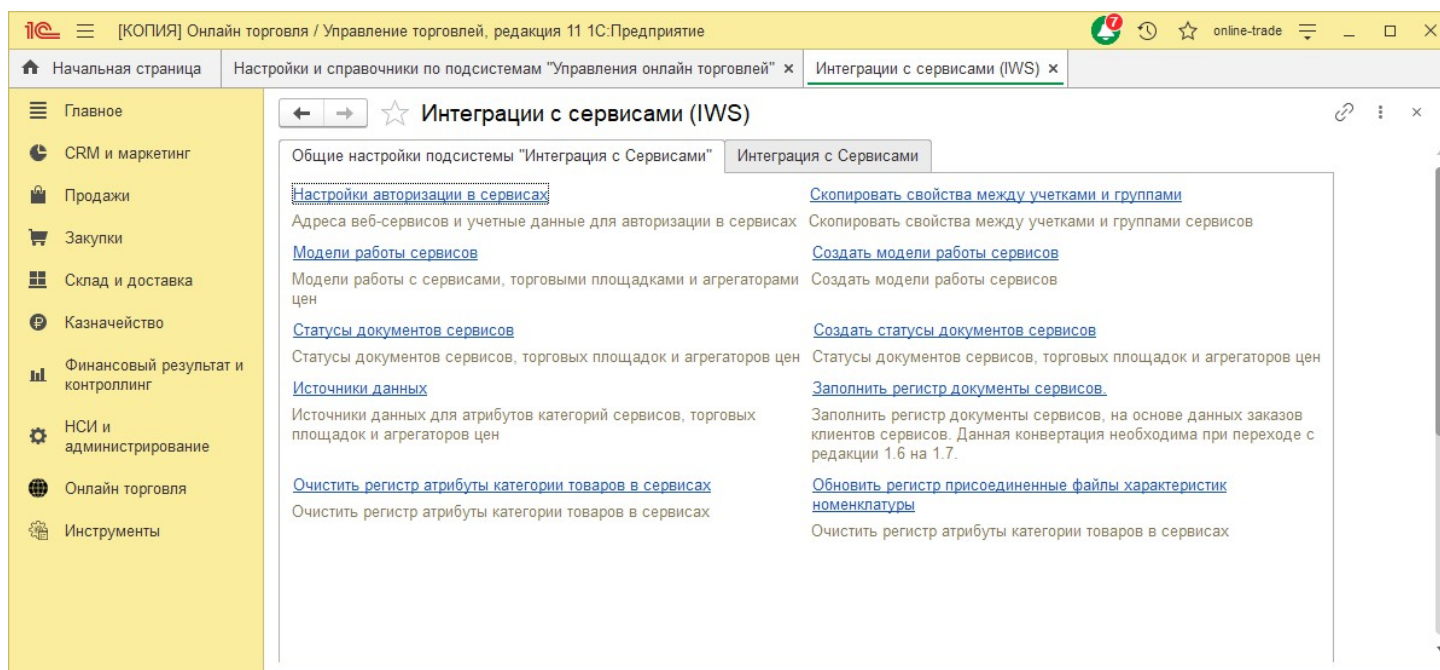 1С [КОПИЯ] Онлайн торговля / Управление торговлей, редакция 11 1С:Предприятие 7 online-trade
Начальная страница Настройки и справочники по подсистемам "Управления онлайн торговлей" × Интеграции с сервисами (IWS) ×
Главное
CRM и маркетинг
Продажи
Закупки
Склад и доставка
Казначейство
Финансовый результат и
контроллинг
НСИ и
администрирование
Онлайн торговля
Инструменты
Интеграции с сервисами (IWS)
Общие настройки подсистемы "Интеграция с Сервисами" Интеграция с Сервисами
Настройки авторизации в сервисах
Адреса веб-сервисов и учетные данные для авторизации в сервисах
Скопировать свойства между учетками и группами
Скопировать свойства между учетками и группами сервисов
Модели работы сервисов
Модели работы с сервисами, торговыми площадками и агрегаторами
цен
Создать модели работы сервисов
Создать модели работы сервисов
Статусы документов сервисов
Статусы документов сервисов, торговых площадок и агрегаторов цен
Создать статусы документов сервисов
Статусы документов сервисов, торговых площадок и агрегаторов цен
Источники данных
Источники данных для атрибутов категорий сервисов, торговых
площадок и агрегаторов цен
Заполнить регистр документы сервисов.
Заполнить регистр документы сервисов, на основе данных заказов
клиентов сервисов. Данная конвертация необходима при переходе с
редакции 1.6 на 1.7.
Очистить регистр атрибуты категории товаров в сервисах
Очистить регистр атрибуты категории товаров в сервисах
Обновить регистр присоединенные файлы характеристик
номенклатуры
Очистить регистр атрибуты категории товаров в сервисах